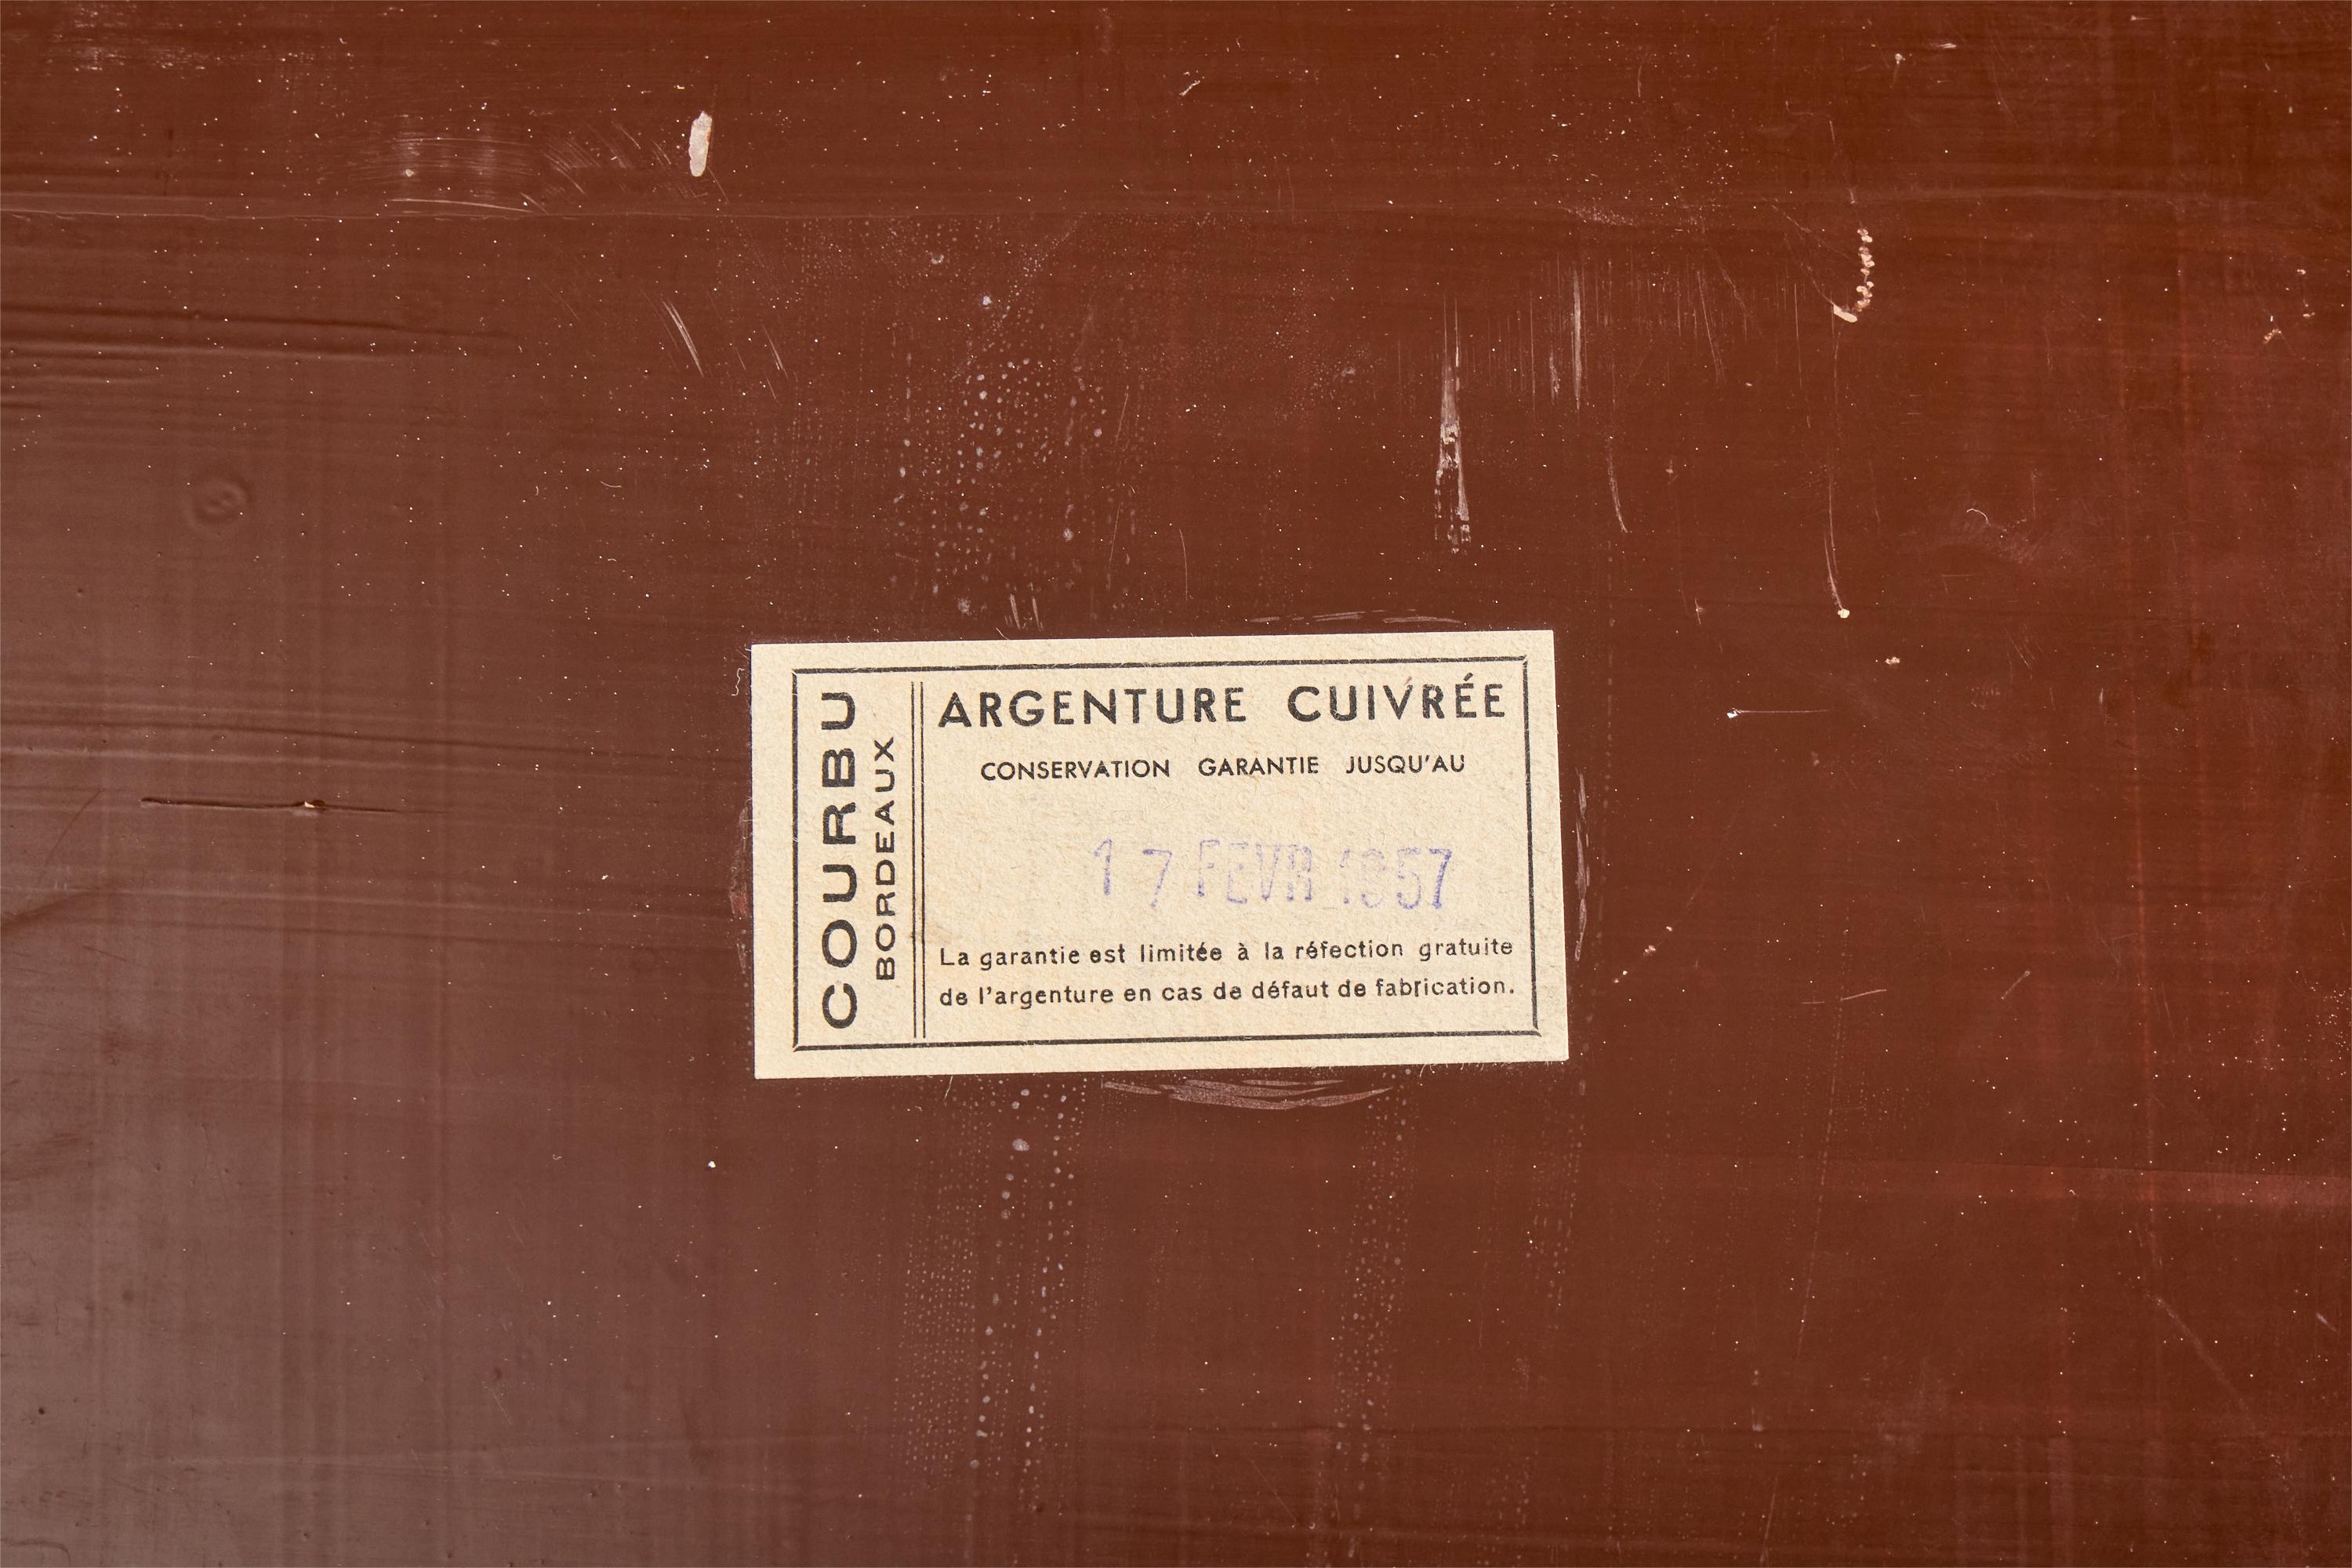 COURBU
BORDEAUX
ARGENTURE CUIVRÉE
CONSERVATION GARANTIE JUSQU'AU
17 FEVR 1957
La garantie est limitée à la réfection gratuite
de l'argenture en cas de défaut de fabrication.